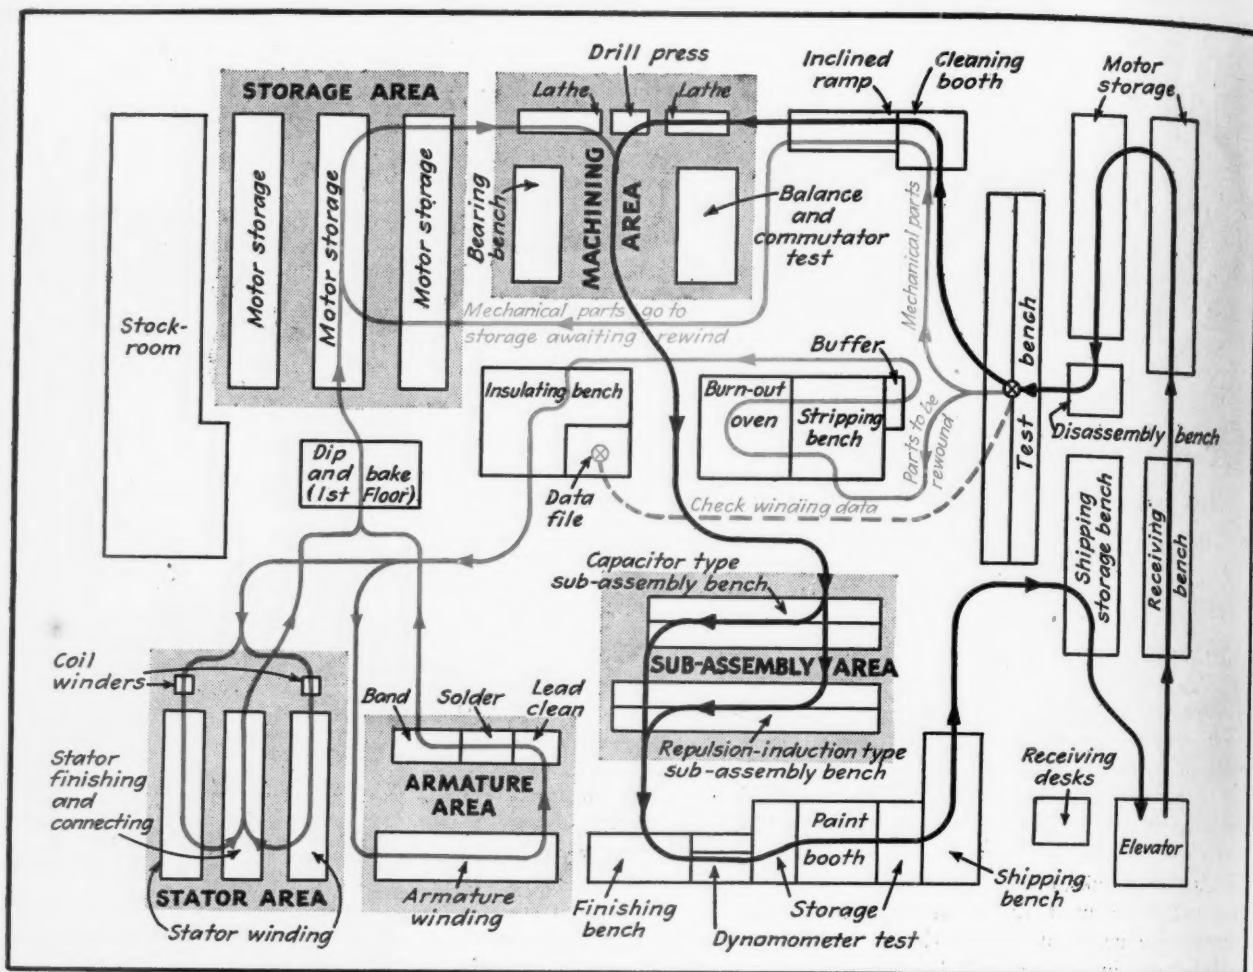 Drill press
Inclined
ramp
Cleaning
booth
Motor
storage
STORAGE AREA
Lathe
Lathe
Motor storage
Motor storage
Motor storage
Bearing
bench
MACHINING
AREA
Balance
and
commutator
test
Mechanical parts
Test bench
Stock-
room
Mechanical parts go to
storage awaiting rewind
Buffer
Insulating bench
Burn-out
oven
Stripping
bench
Parts to be
rewound
Disassembly bench
Dip
and bake
(1st Floor)
Data
file
Check winding data
Shipping
storage bench
Receiving
bench
Capacitor type
sub-assembly bench
SUB-ASSEMBLY AREA
Coil
winders
Band
Solder
Lead
clean
Repulsion-induction type
sub-assembly bench
Receiving
desks
Stator
finishing
and
connecting
ARMATURE
AREA
Paint
booth
Elevator
STATOR AREA
Stator winding
Armature
winding
Finishing
bench
Dynamometer test
Storage
Shipping
bench